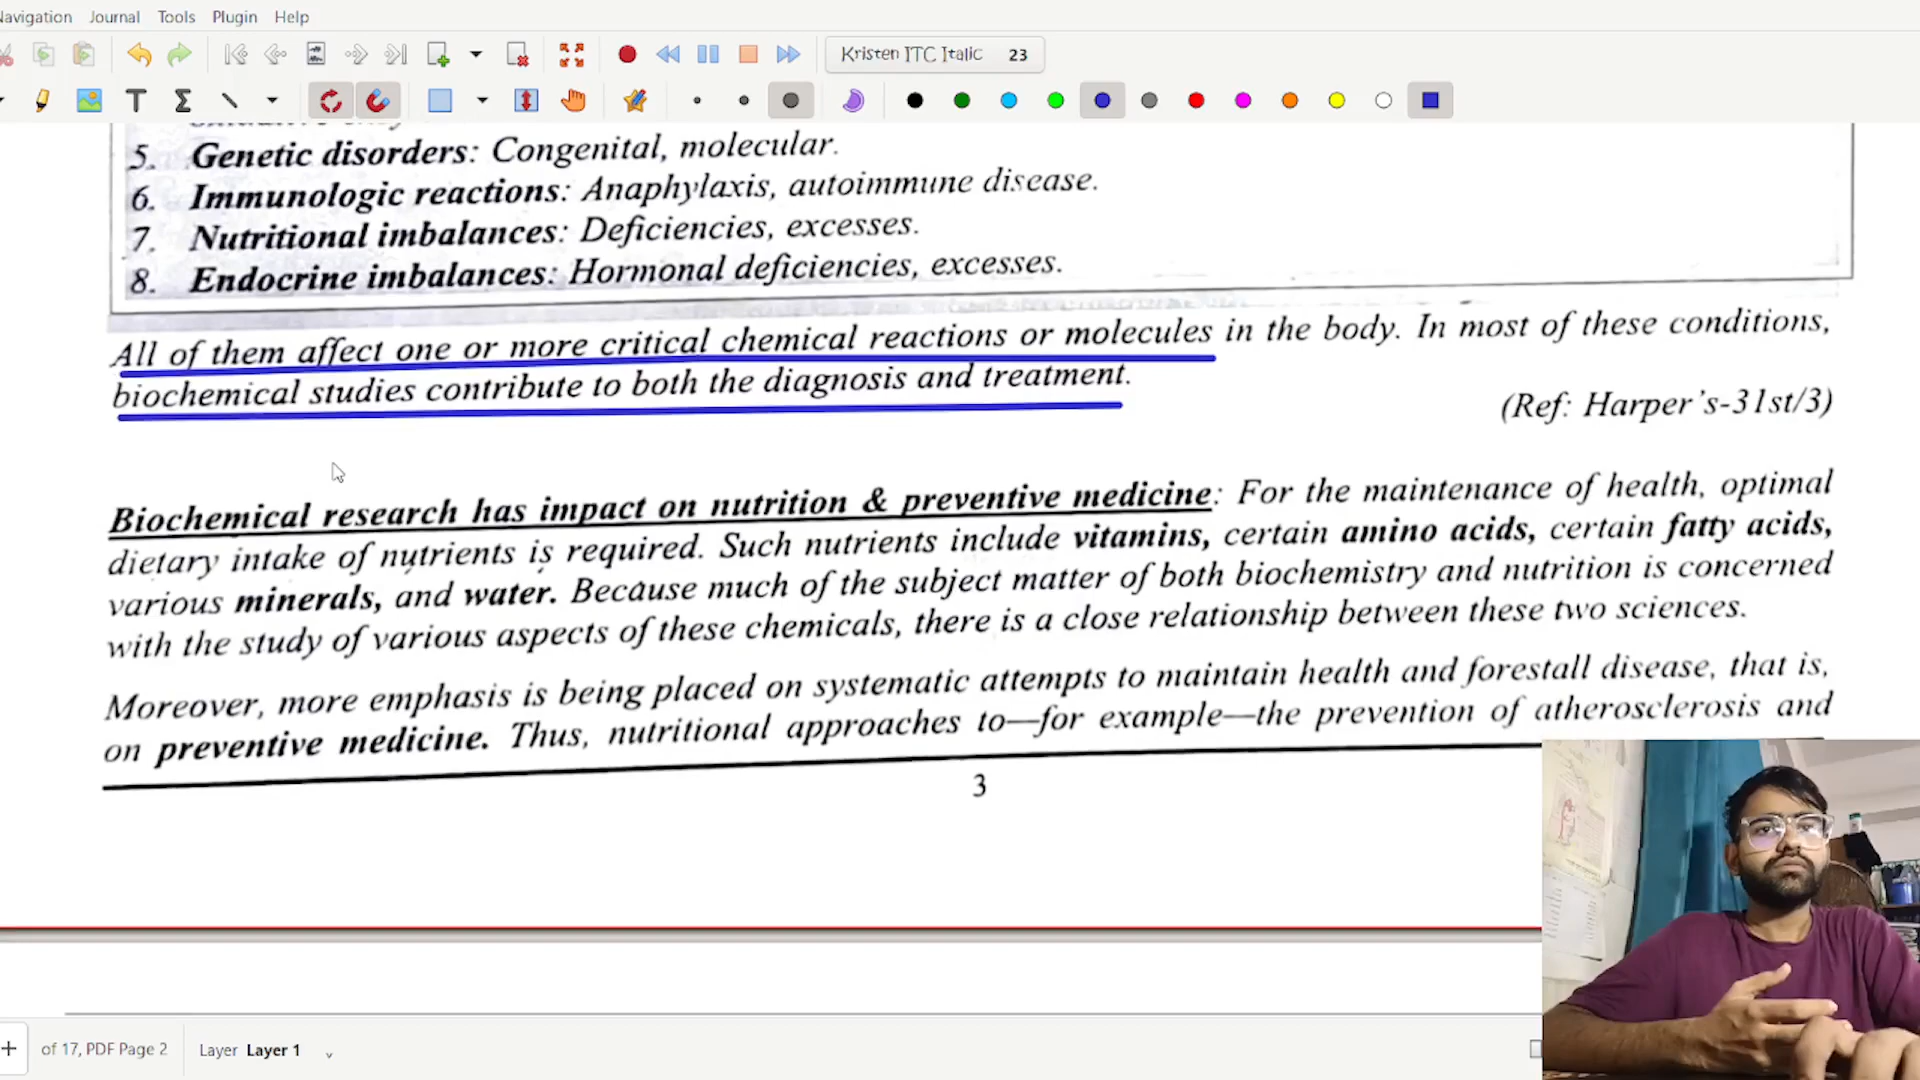 Navigation Journal Tools Plugin Help
Kristen ITC Italic 23
5. Genetic disorders: Congenital, molecular.
6. Immunologic reactions: Anaphylaxis, autoimmune disease.
7. Nutritional imbalances: Deficiencies, excesses.
8. Endocrine imbalances: Hormonal deficiencies, excesses.
All of them affect one or more critical chemical reactions or molecules in the body. In most of these conditions,
biochemical studies contribute to both the diagnosis and treatment.
(Ref: Harper's-31st/3)
Biochemical research has impact on nutrition & preventive medicine: For the maintenance of health, optimal
dietary intake of nutrients is required. Such nutrients include vitamins, certain amino acids, certain fatty acids,
various minerals, and water. Because much of the subject matter of both biochemistry and nutrition is concerned
with the study of various aspects of these chemicals, there is a close relationship between these two sciences.
Moreover, more emphasis is being placed on systematic attempts to maintain health and forestall disease, that is,
on preventive medicine. Thus, nutritional approaches to—for example—the prevention of atherosclerosis and
3
of 17, PDF Page 2 Layer Layer 1